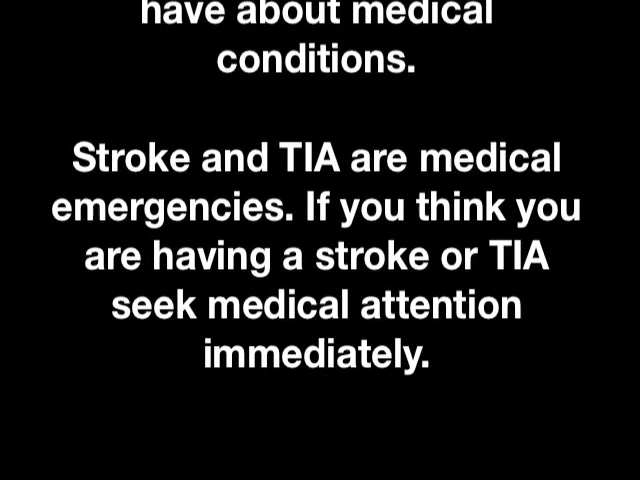 have about medical
conditions.
Stroke and TIA are medical
emergencies. If you think you
are having a stroke or TIA
seek medical attention
immediately.